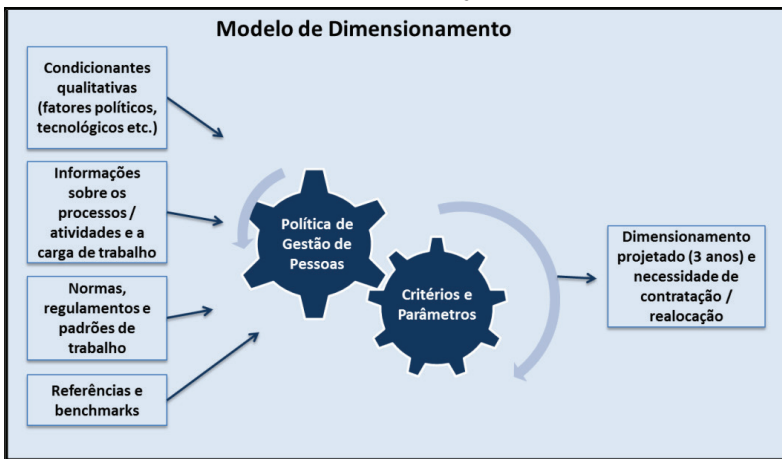 Modelo de Dimensionamento
Condicionantes
qualitativas
(fatores políticos,
tecnológicos etc.)
Informações
sobre os
processos /
atividades e a
carga de trabalho
Normas,
regulamentos e
padrões de
trabalho
Referências e
benchmarks
Política de
Gestão de
Pessoas
Critérios e
Parâmetros
Dimensionamento
projetado (3 anos) e
necessidade de
contratação /
realocação